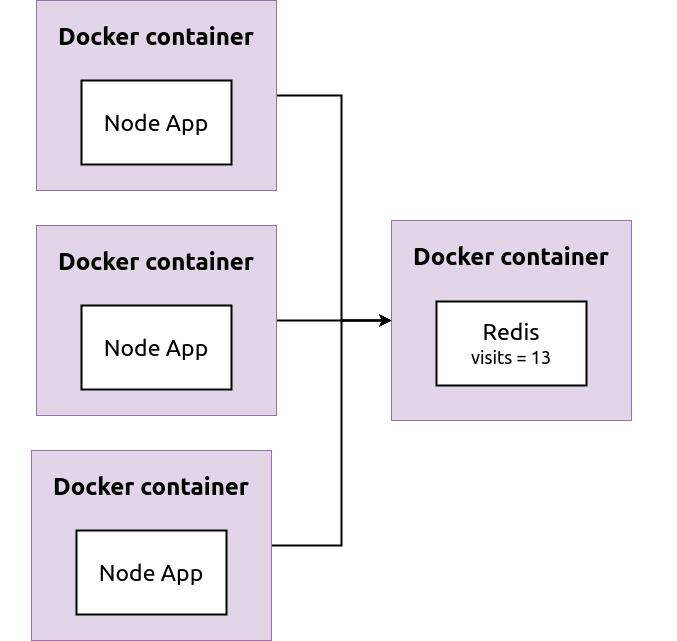 Docker container
Node App
Docker container
Node App
Docker container
Node App
Docker container
Redis
visits = 13